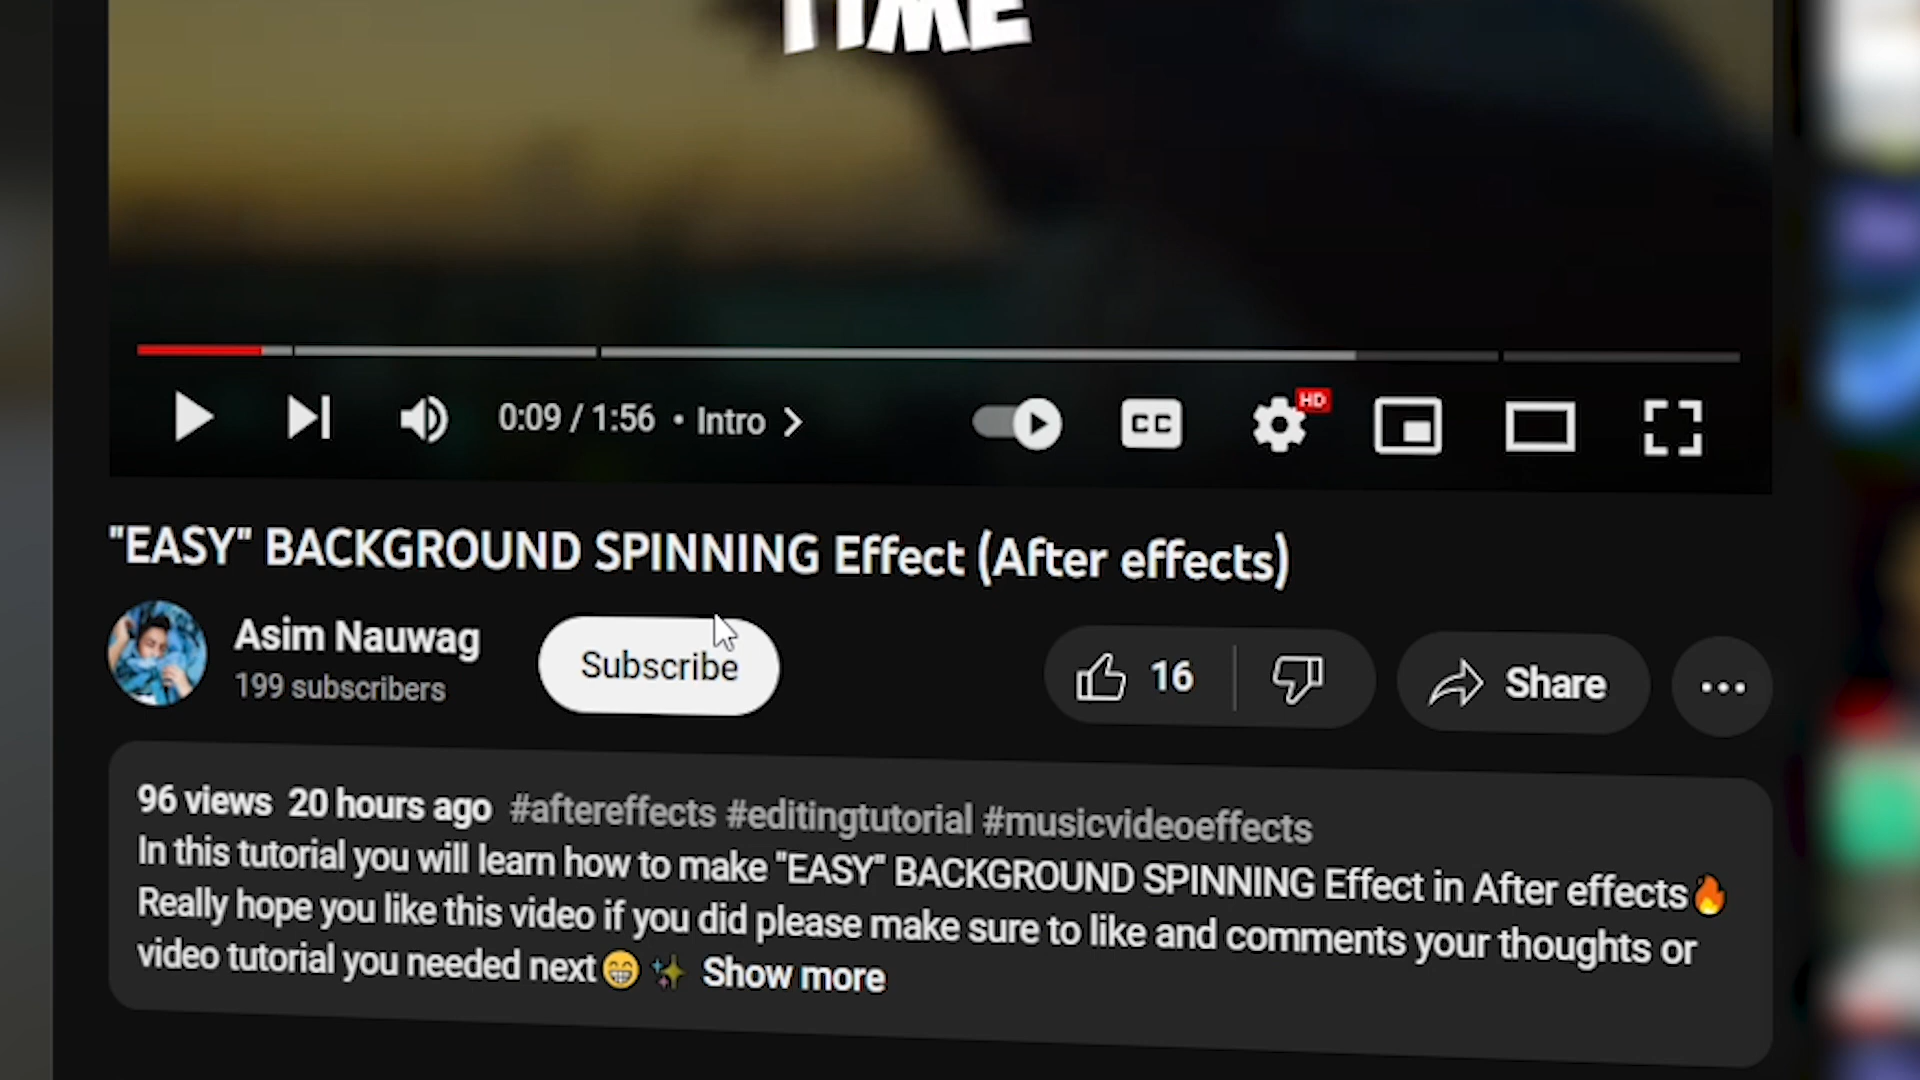 TIME
0:09 / 1:56 • Intro
CC
HD
"EASY" BACKGROUND SPINNING Effect (After effects)
Asim Nauwag
199 subscribers
Subscribe
16
Share
96 views 20 hours ago #aftereffects #editingtutorial #musicvideoeffects
In this tutorial you will learn how to make "EASY" BACKGROUND SPINNING Effect in After effects🔥
Really hope you like this video if you did please make sure to like and comments your thoughts or
video tutorial you needed next😁 ✨ Show more